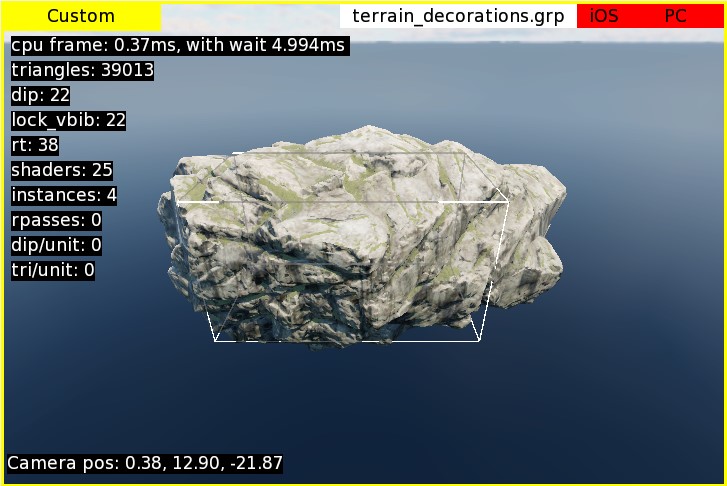 Custom
terrain_decorations.grp
iOS
PC
cpu frame: 0.37ms, with wait 4.994ms
triangles: 39013
dip: 22
lock_vbib: 22
rt: 38
shaders: 25
instances: 4
rpasses: 0
dip/unit: 0
tri/unit: 0
Camera pos: 0.38, 12.90, -21.87